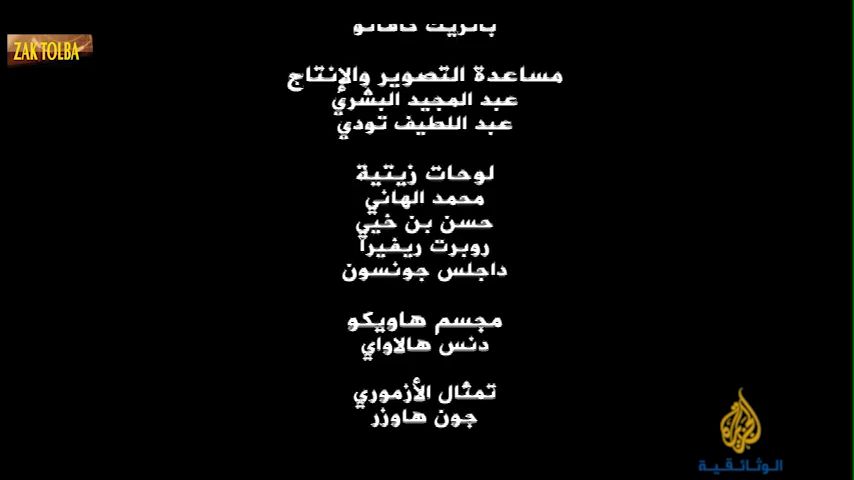 ZAK TOLBA
مساعدة التصوير والإنتاج
عبد المجيد البشري
عبد اللطيف تودي
لوحات زيتية
محمد الهاني
حسن بن خيي
روبرت ريفيرا
داجلس جونسون
مجسم هاويكو
دنس هالاواي
تمثال الأزموري
جون هاوزر
الجزيرة
الوثائقية